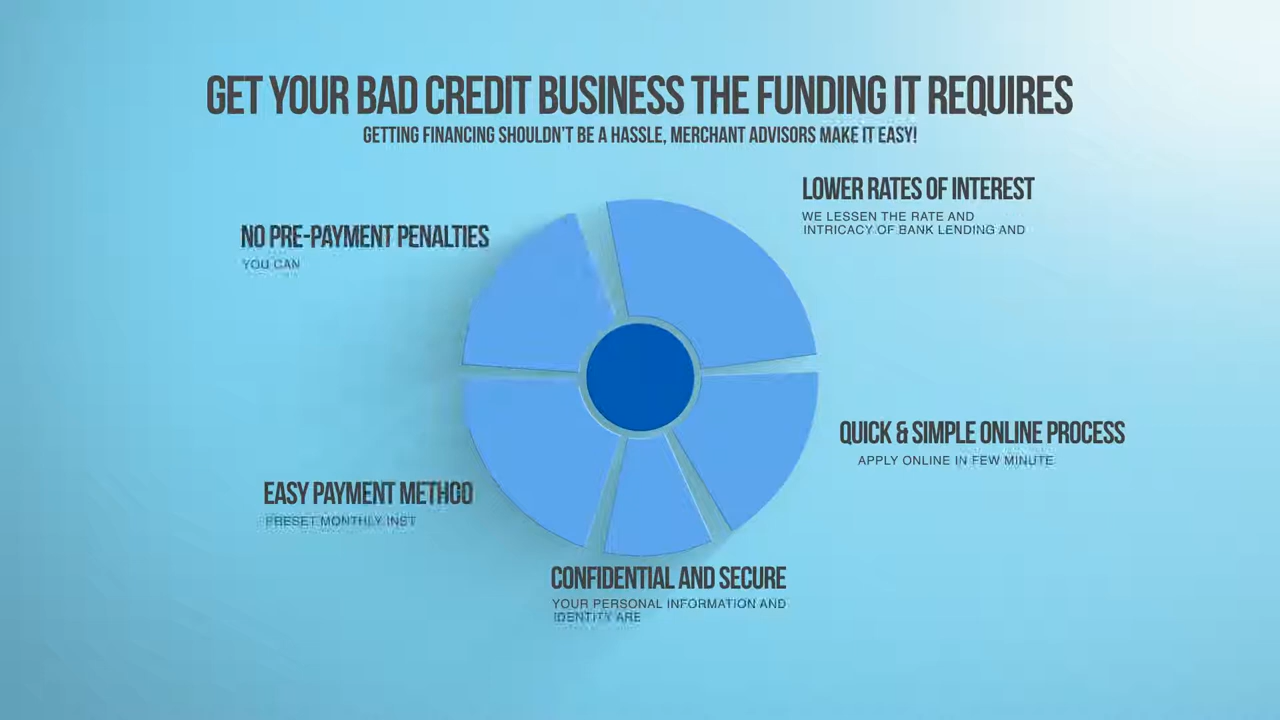 GET YOUR BAD CREDIT BUSINESS THE FUNDING IT REQUIRES
GETTING FINANCING SHOULDN'T BE A HASSLE, MERCHANT ADVISORS MAKE IT EASY!
LOWER RATES OF INTEREST
WE LESSEN THE RATE AND
INTRICACY OF BANK LENDING AND
NO PRE-PAYMENT PENALTIES
YOU CAN
QUICK & SIMPLE ONLINE PROCESS
APPLY ONLINE IN FEW MINUTE
EASY PAYMENT METHOD
PRESET MONTHLY INST
CONFIDENTIAL AND SECURE
YOUR PERSONAL INFORMATION AND
IDENTITY ARE